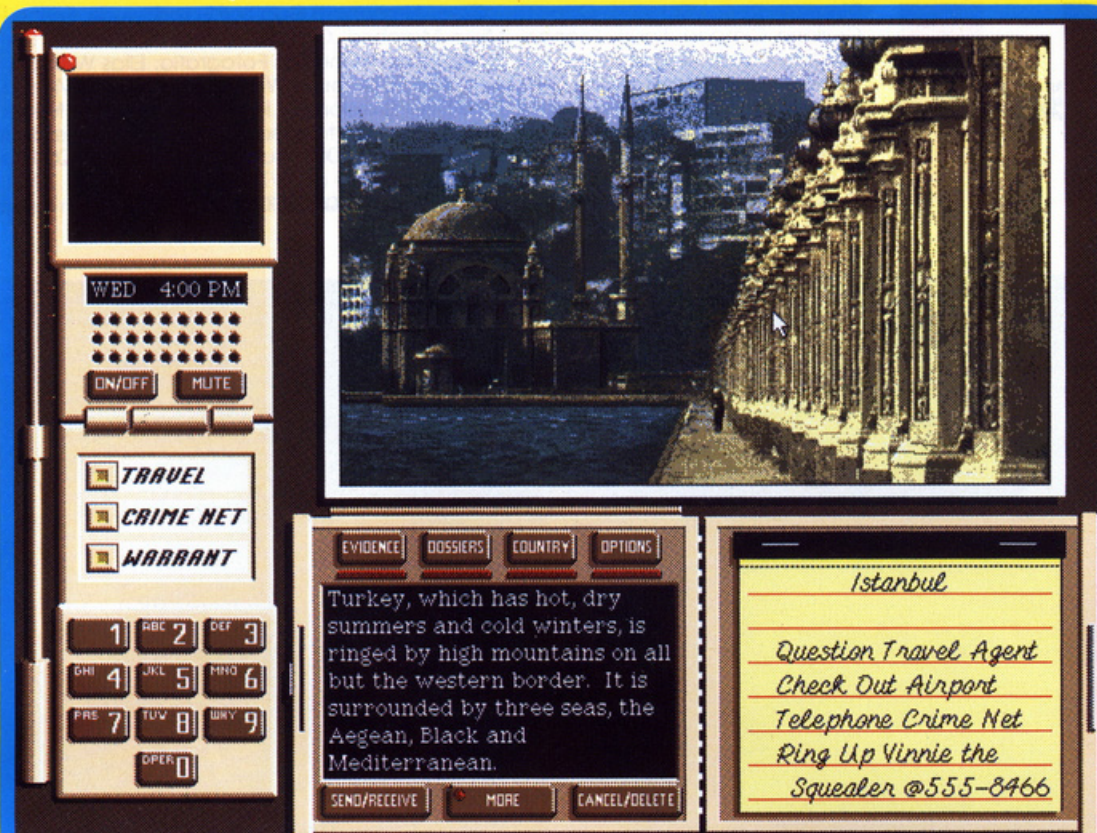 WED 4:00 PM
ON/OFF MUTE
TRAVEL
CRIME NET
WARRANT
1 ABC 2 DEF 3
GHI 4 JKL 5 MNO 6
PRS 7 TUV 8 WXY 9
OPER 0
EVIDENCE DOSSIERS COUNTRY OPTIONS
Turkey, which has hot, dry
summers and cold winters, is
ringed by high mountains on all
but the western border. It is
surrounded by three seas, the
Aegean, Black and
Mediterranean.
SEND/RECEIVE MORE CANCEL/DELETE
Istanbul
Question Travel Agent
Check Out Airport
Telephone Crime Net
Ring Up Vinnie the
Squealer @555-8466